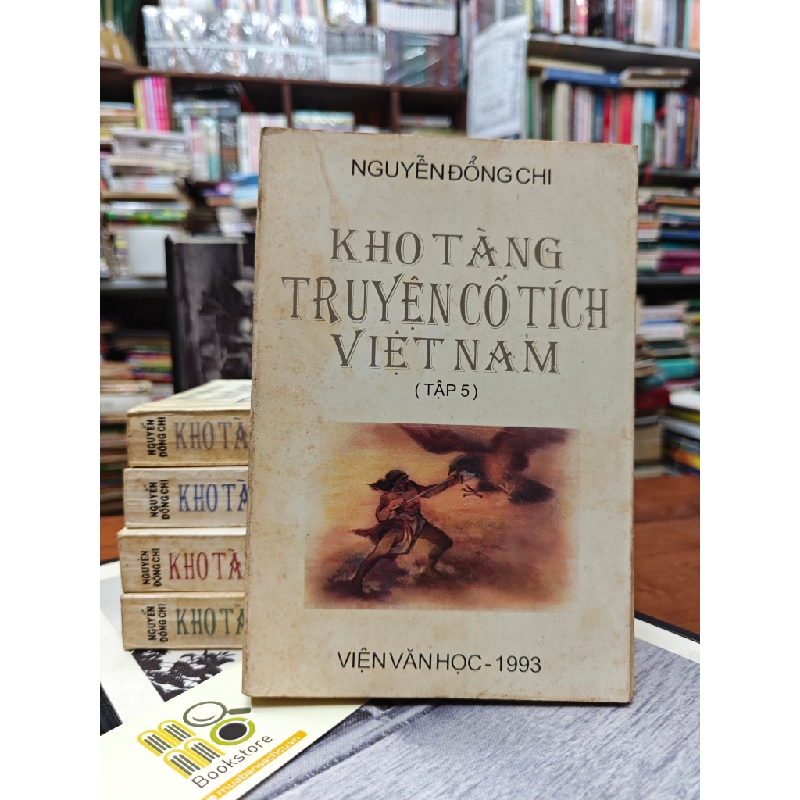 NGUYỄN ĐỔNG CHI
KHO TÀNG
TRUYỆN CỔ TÍCH
VIỆT NAM
(TẬP 5)
VIỆN VĂN HỌC - 1993
NGUYỄN
ĐỔNG CHI
KHO TÀ
NGUYỄN
ĐỔNG CHI
KHO TÀ
NGUYỄN
ĐỔNG CHI
KHO TÀ
NGUYỄN
ĐỔNG CHI
KHO TÀ
Bookstore